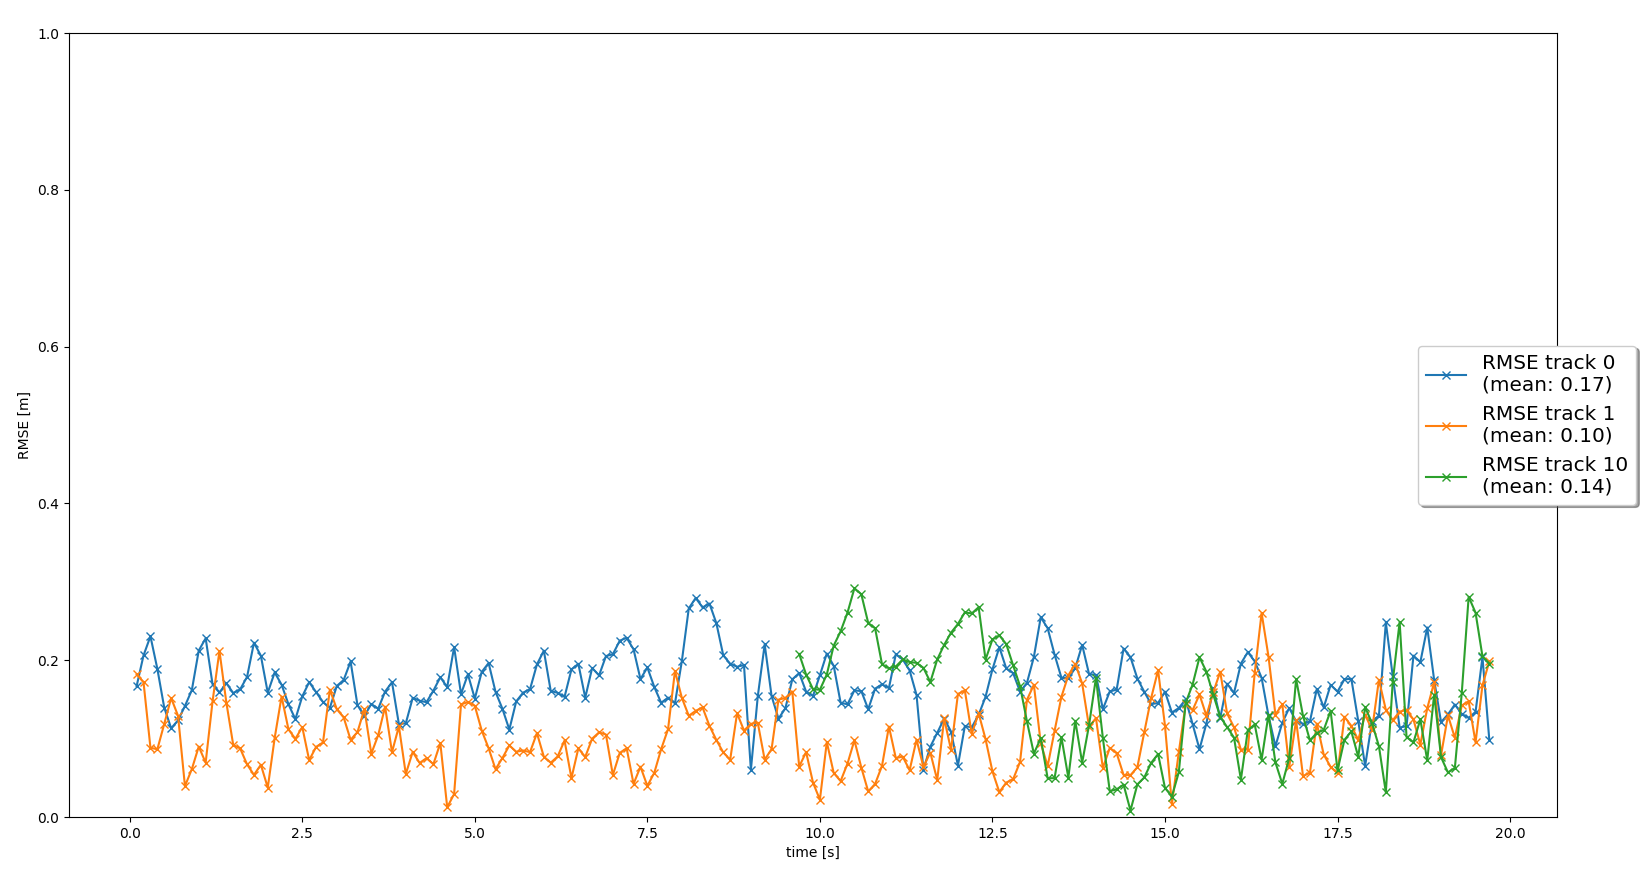 1.0
0.8
0.6
0.4
0.2
0.0
RMSE [m]
0.0 2.5 5.0 7.5 10.0 12.5 15.0 17.5 20.0
time [s]
RMSE track 0
(mean: 0.17)
RMSE track 1
(mean: 0.10)
RMSE track 10
(mean: 0.14)